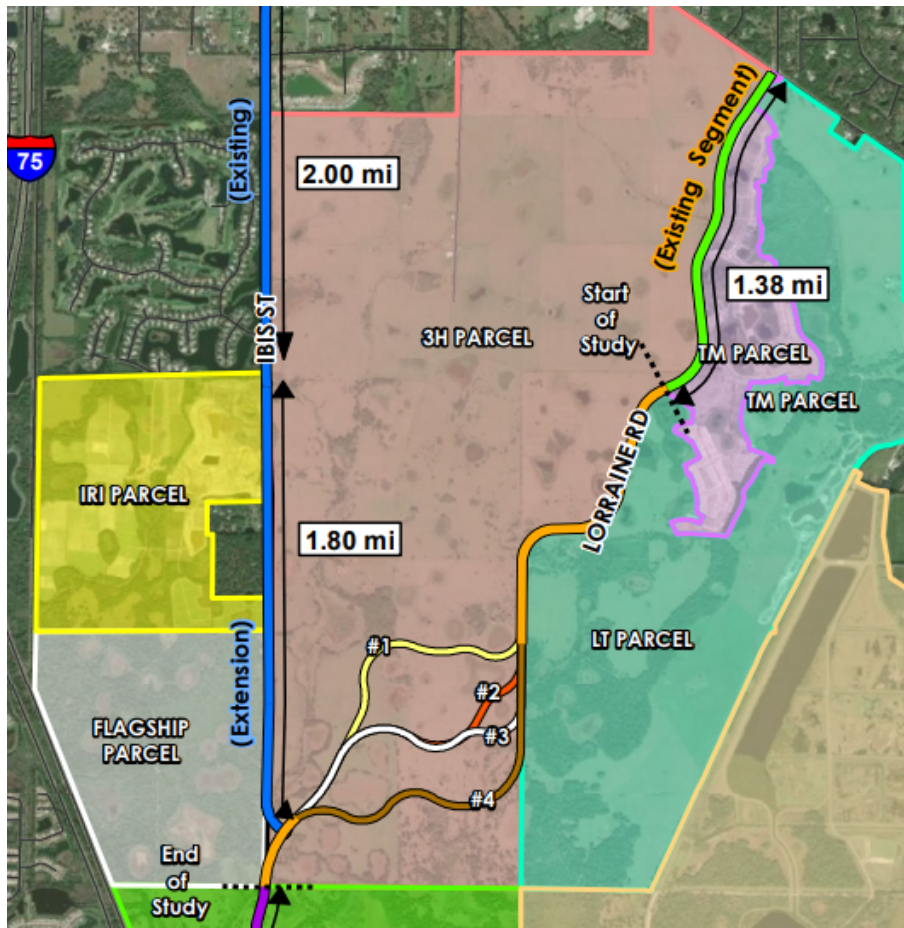 75
(Existing)
2.00 mi
(Existing Segment)
1.38 mi
Start
of
Study
IBIS ST
3H PARCEL
TM PARCEL
TM PARCEL
LORRAINE RD
IRI PARCEL
1.80 mi
LT PARCEL
#1
#2
#3
#4
(Extension)
FLAGSHIP
PARCEL
End
of
Study